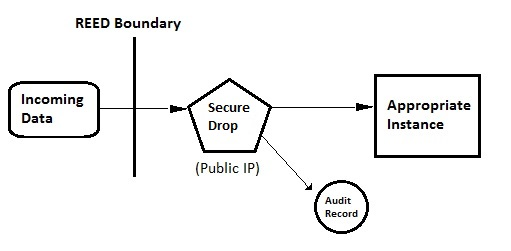 REED Boundary
Incoming
Data
Secure
Drop
(Public IP)
Appropriate
Instance
Audit
Record